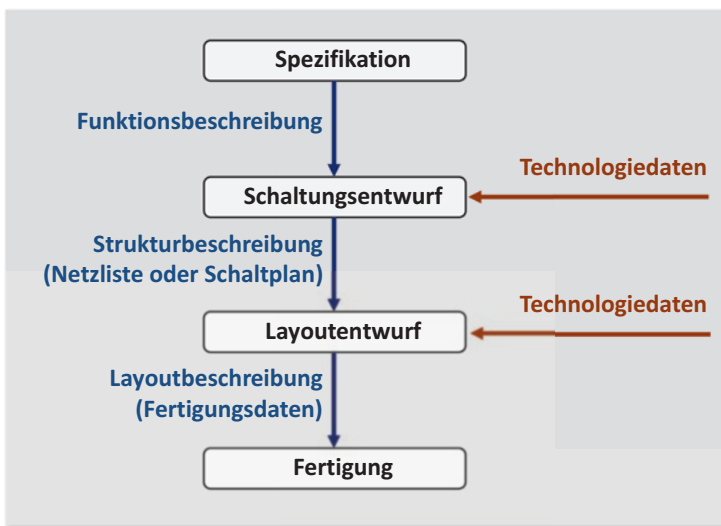 Spezifikation
Funktionsbeschreibung
Technologiedaten
Schaltungsentwurf
Strukturbeschreibung
(Netzliste oder Schaltplan)
Technologiedaten
Layoutentwurf
Layoutbeschreibung
(Fertigungsdaten)
Fertigung